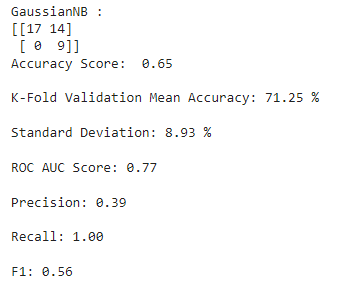 GaussianNB :
[[17 14]
 [ 0  9]]
Accuracy Score:  0.65
K-Fold Validation Mean Accuracy: 71.25 %
Standard Deviation: 8.93 %
ROC AUC Score: 0.77
Precision: 0.39
Recall: 1.00
F1: 0.56